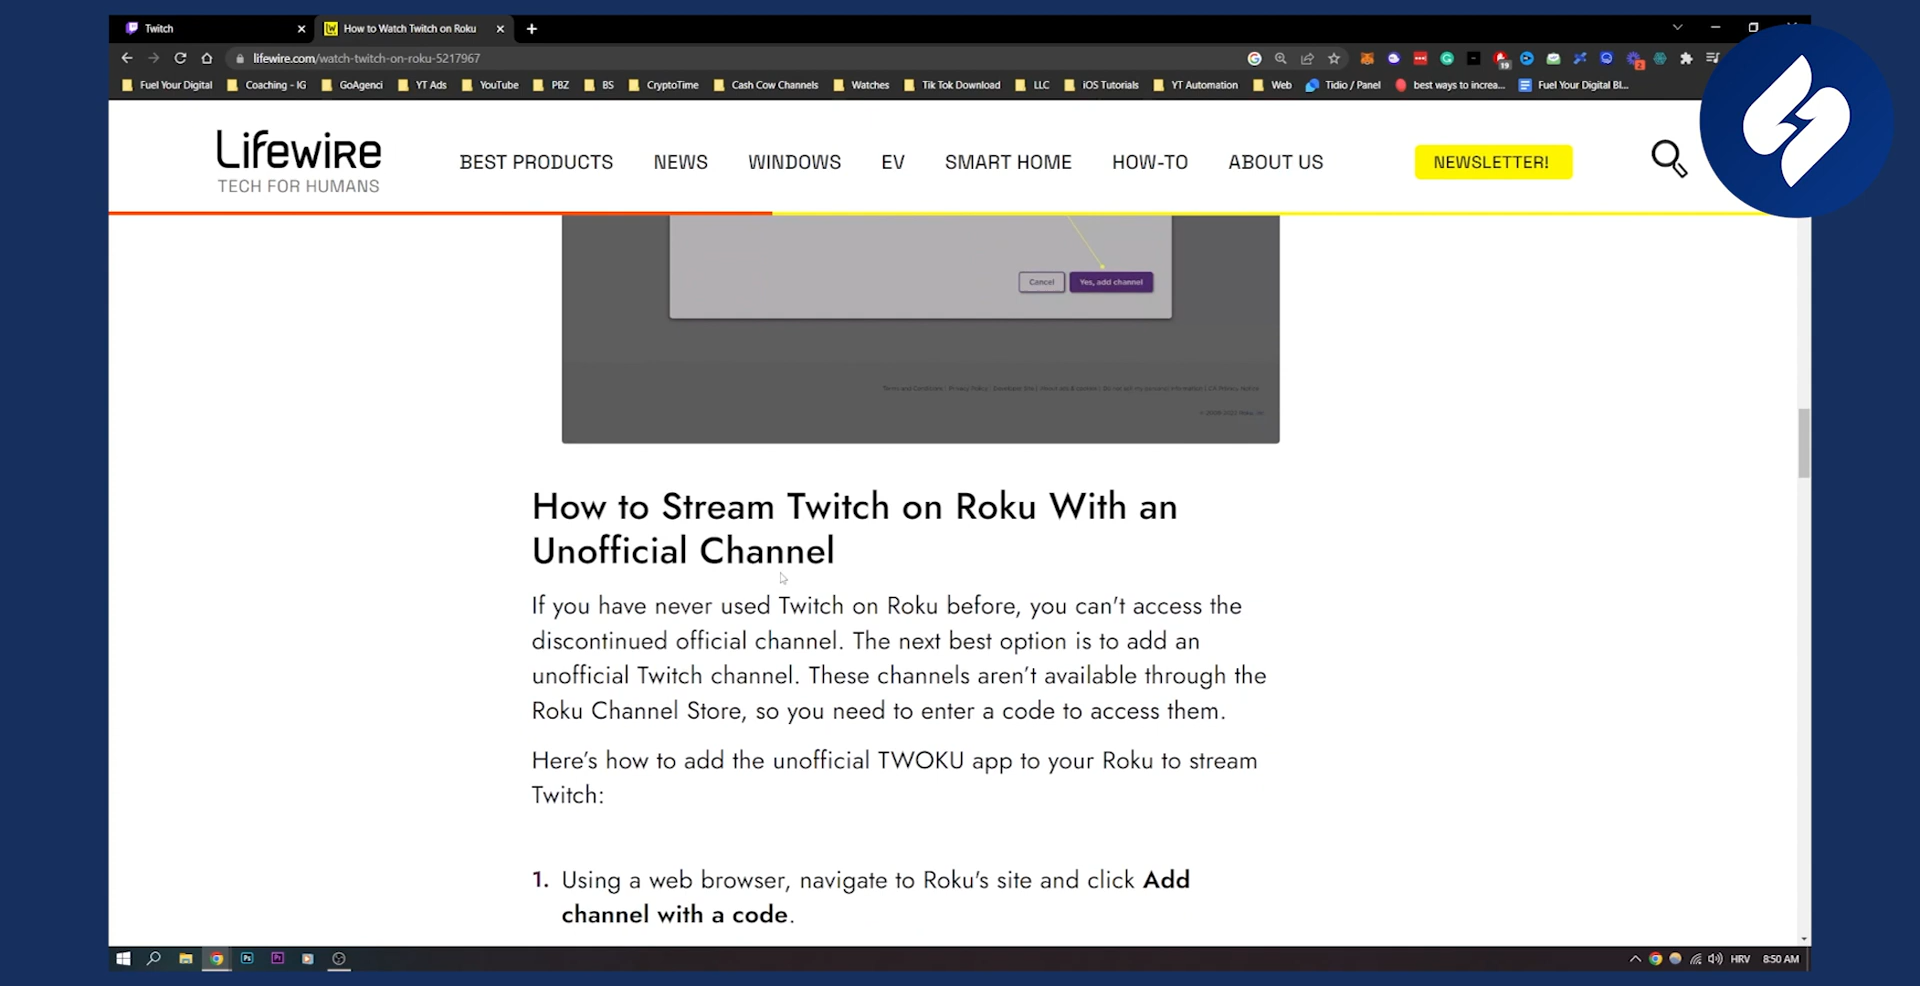 Twitch
How to Watch Twitch on Roku
lifewire.com/watch-twitch-on-roku-5217967
Fuel Your Digital
Coaching - IG
GoAgenci
YT Ads
YouTube
PBZ
BS
CryptoTime
Cash Cow Channels
Watches
Tik Tok Download
LLC
iOS Tutorials
YT Automation
Web
Tidio / Panel
best ways to increa...
Fuel Your Digital Bl...
Lifewire
TECH FOR HUMANS
BEST PRODUCTS
NEWS
WINDOWS
EV
SMART HOME
HOW-TO
ABOUT US
NEWSLETTER!
Cancel
Yes, add channel
How to Stream Twitch on Roku With an
Unofficial Channel
If you have never used Twitch on Roku before, you can't access the
discontinued official channel. The next best option is to add an
unofficial Twitch channel. These channels aren't available through the
Roku Channel Store, so you need to enter a code to access them.
Here's how to add the unofficial TWOKU app to your Roku to stream
Twitch:
1. Using a web browser, navigate to Roku's site and click Add
channel with a code.
HRV
8:50 AM